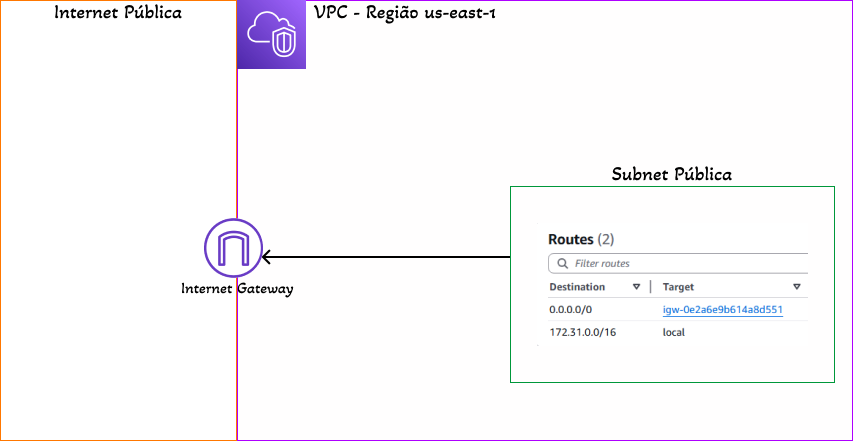 Internet Pública
VPC - Região us-east-1
Subnet Pública
Routes (2)
Filter routes
Destination Target
0.0.0.0/0 igw-0e2a6e9b614a8d551
172.31.0.0/16 local
Internet Gateway